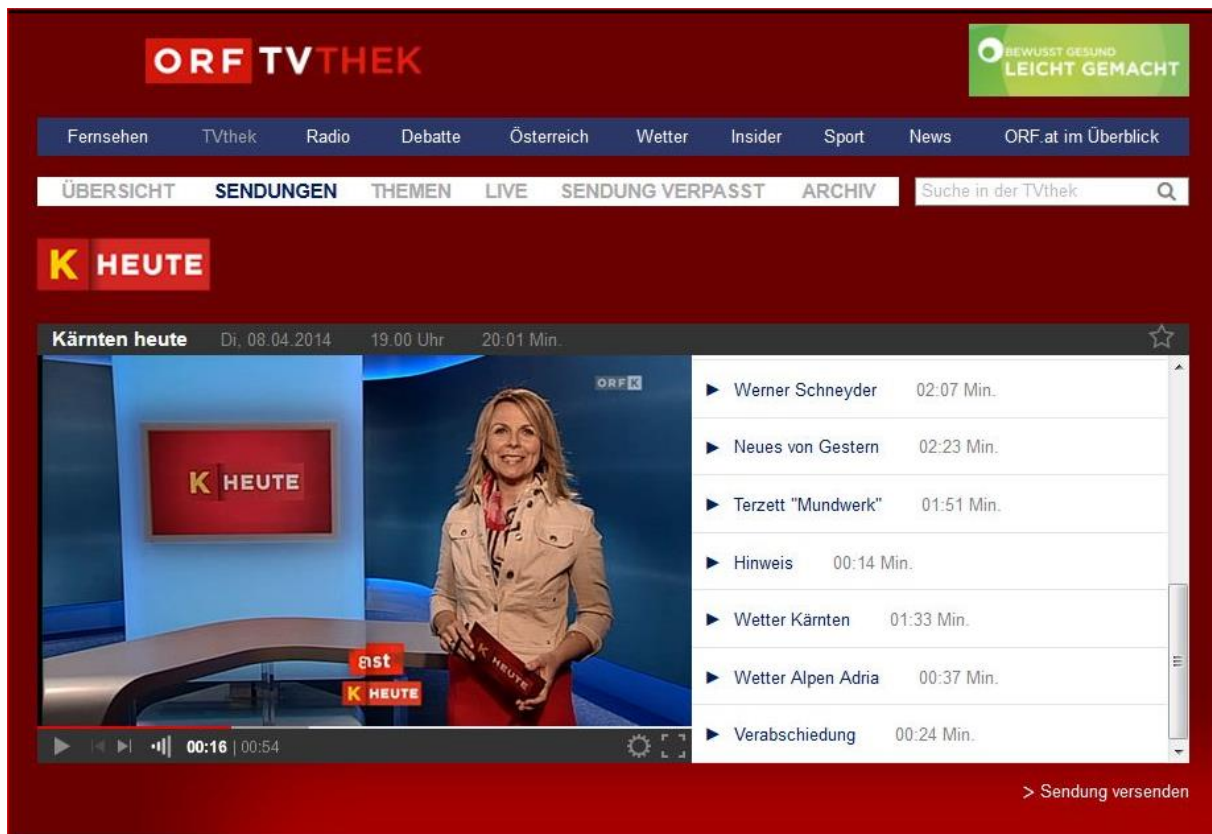 ORF TVTHEK
BEWUSST GESUND
LEICHT GEMACHT
Fernsehen TVthek Radio Debatte Österreich Wetter Insider Sport News ORF.at im Überblick
ÜBERSICHT SENDUNGEN THEMEN LIVE SENDUNG VERPASST ARCHIV Suche in der TVthek
K HEUTE
Kärnten heute Di, 08.04.2014 19.00 Uhr 20:01 Min.
ORF K
K HEUTE
K HEUTE
K HEUTE
00:16 | 00:54
Werner Schneyder 02:07 Min.
Neues von Gestern 02:23 Min.
Terzett "Mundwerk" 01:51 Min.
Hinweis 00:14 Min.
Wetter Kärnten 01:33 Min.
Wetter Alpen Adria 00:37 Min.
Verabschiedung 00:24 Min.
> Sendung versenden